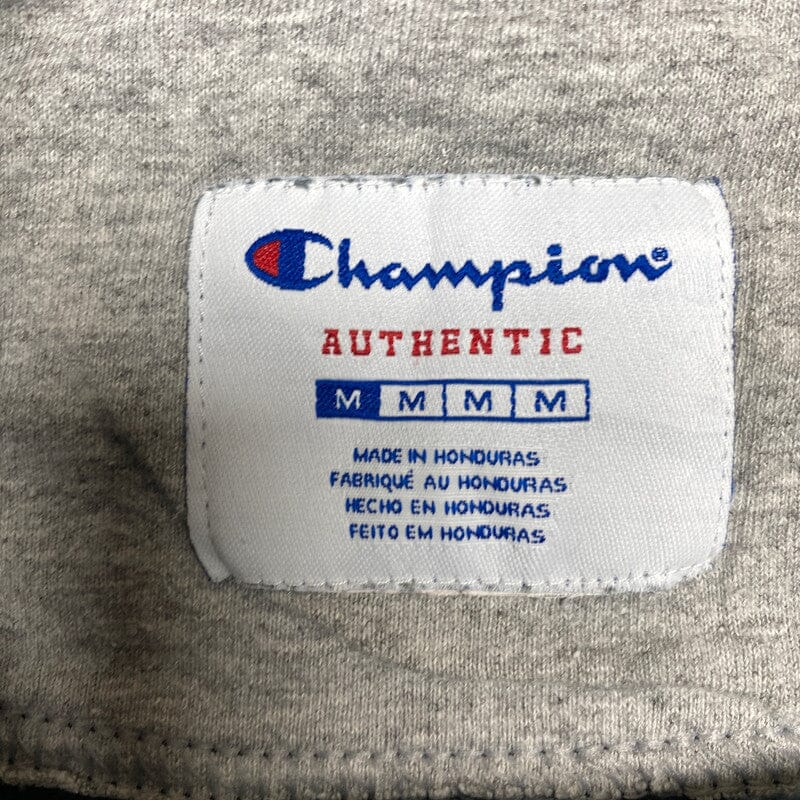 Champion®
AUTHENTIC
M M M M
MADE IN HONDURAS
FABRIQUÉ AU HONDURAS
HECHO EN HONDURAS
FEITO EM HONDURAS